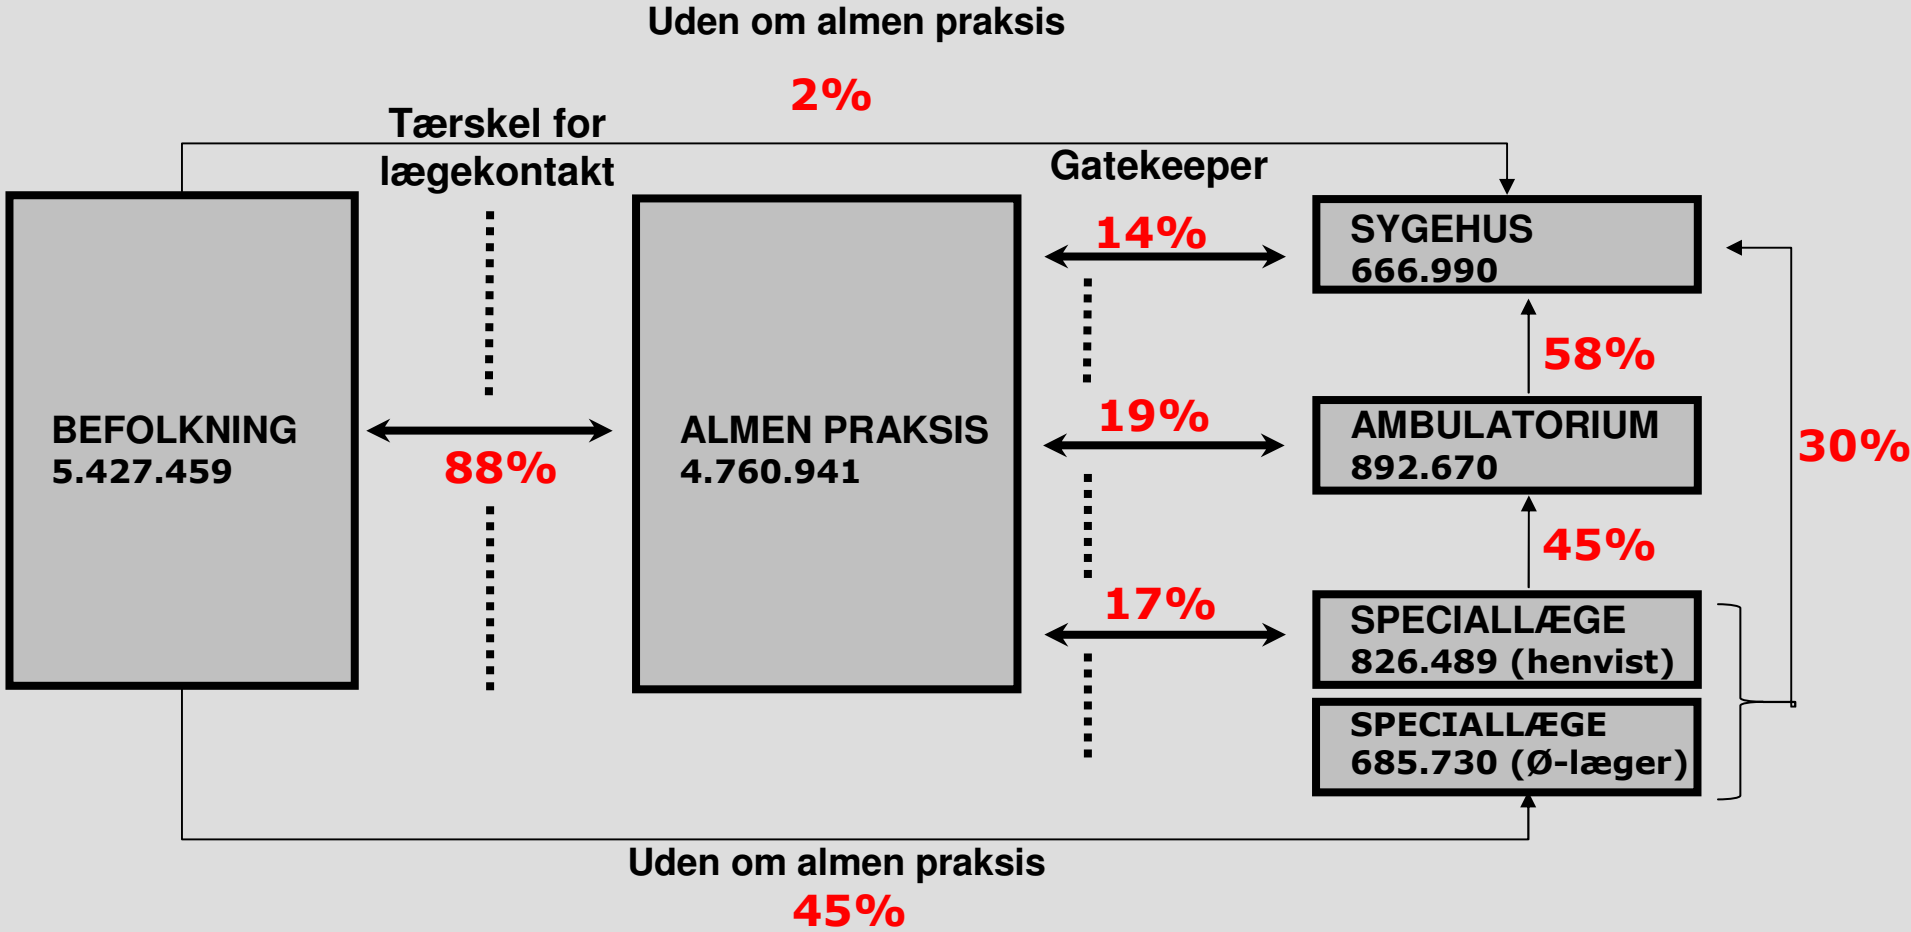 Uden om almen praksis
2%
Tærskel for
lægekontakt
Gatekeeper
BEFOLKNING
5.427.459
88%
ALMEN PRAKSIS
4.760.941
14%
19%
17%
SYGEHUS
666.990
58%
AMBULATORIUM
892.670
30%
45%
SPECIALLÆGE
826.489 (henvist)
SPECIALLÆGE
685.730 (Ø-læger)
Uden om almen praksis
45%